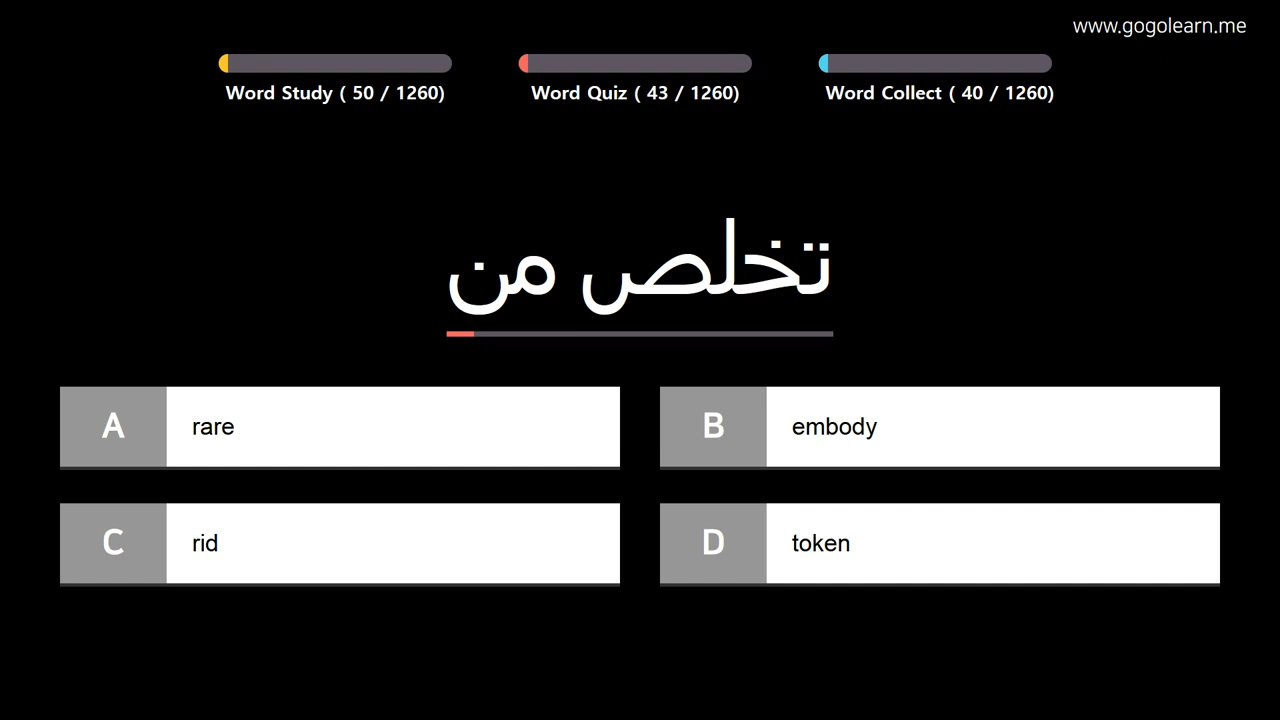 www.gogolearn.me
Word Study ( 50 / 1260)
Word Quiz ( 43 / 1260)
Word Collect ( 40 / 1260)
تخلص من
A rare
B embody
C rid
D token